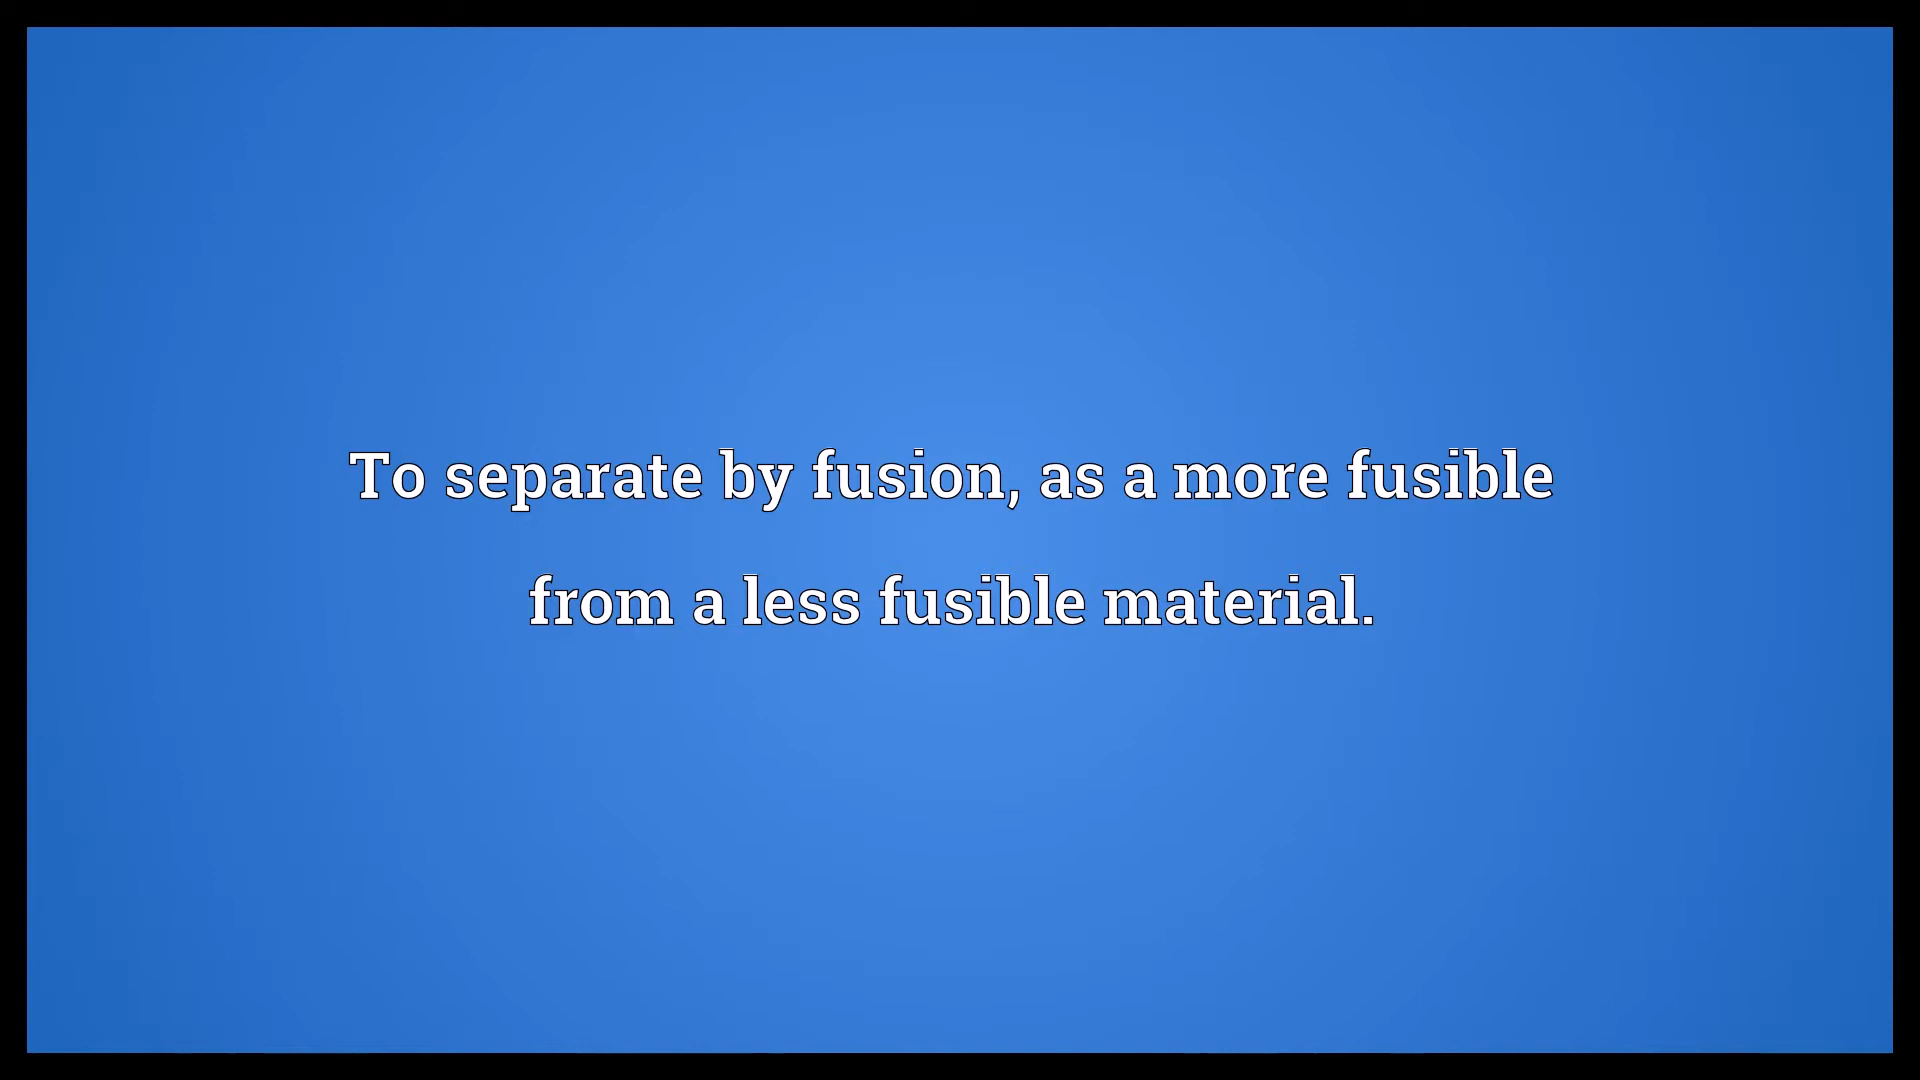 To separate by fusion, as a more fusible
from a less fusible material.